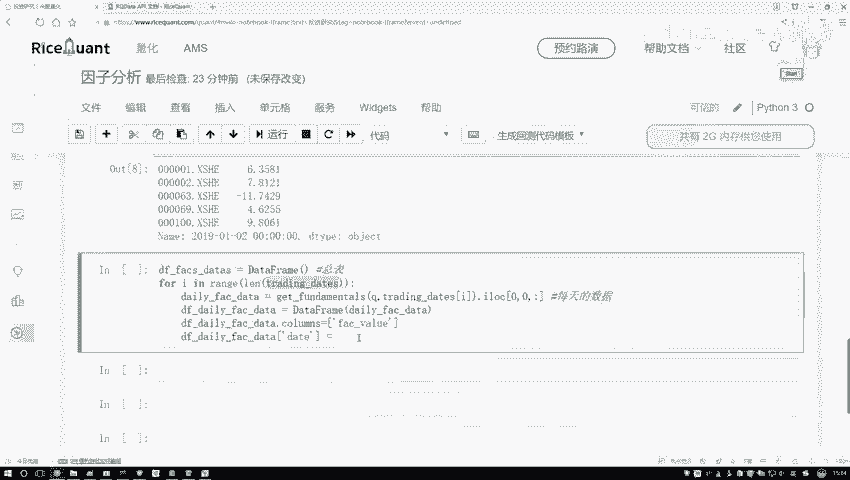 RQData API 文档 - RiceQuant
RiceQuant
量化
AMS
预约路演
帮助文档
社区
因子分析 最后检查: 23 分钟前 (未保存改变)
文件
编辑
查看
插入
单元格
服务
Widgets
帮助
可信的
Python 3
运行
代码
生成回测代码模板
共有 2G 内存供您使用
Out[8]:
000001.XSHE 6.3581
000002.XSHE 7.8121
000063.XSHE -11.7429
000069.XSHE 4.6255
000100.XSHE 9.8061
Name: 2019-01-02 00:00:00, dtype: object
In [ ]:
df_facs_datas = DataFrame() #总表
for i in range(len(trading_dates)):
daily_fac_data = get_fundamentals(q,trading_dates[i]).iloc[0,0,:] #每天的数据
df_daily_fac_data = DataFrame(daily_fac_data)
df_daily_fac_data.columns=['fac_value']
df_daily_fac_data['date'] =
In [ ]:
In [ ]:
In [ ]: